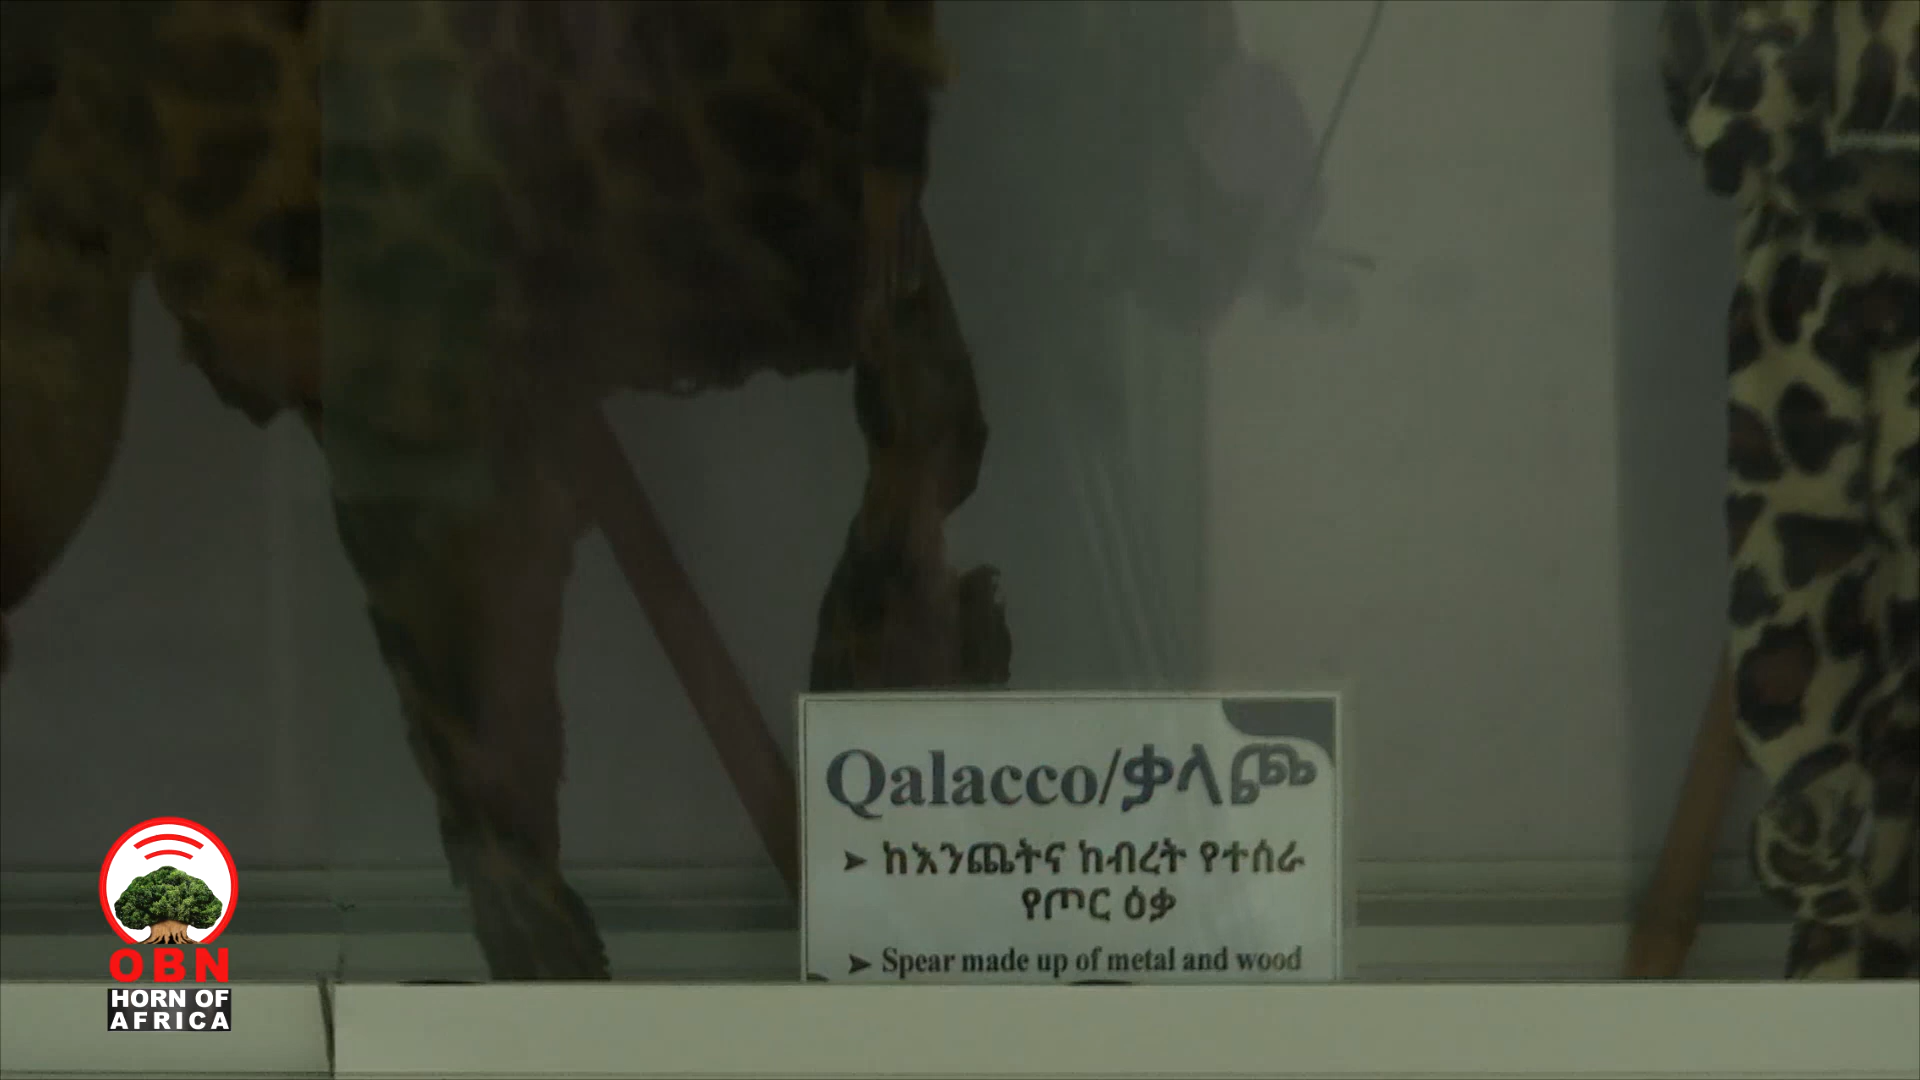 Qalacco/ቃላጮ
➤ ከእንጨትና ከብረት የተሰራ
የጦር ዕቃ
➤ Spear made up of metal and wood
OBN
HORN OF
AFRICA